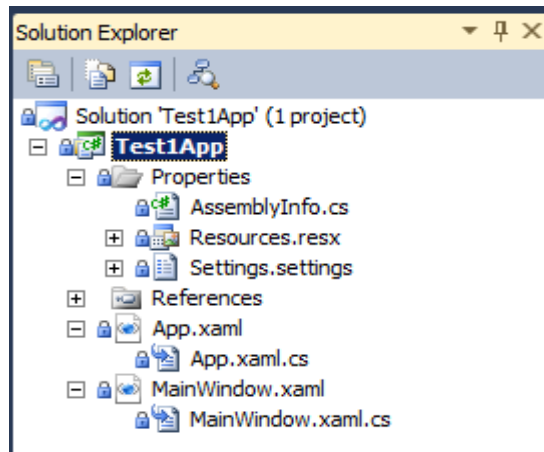 Solution Explorer
Solution 'Test1App' (1 project)
Test1App
Properties
AssemblyInfo.cs
Resources.resx
Settings.settings
References
App.xaml
App.xaml.cs
MainWindow.xaml
MainWindow.xaml.cs